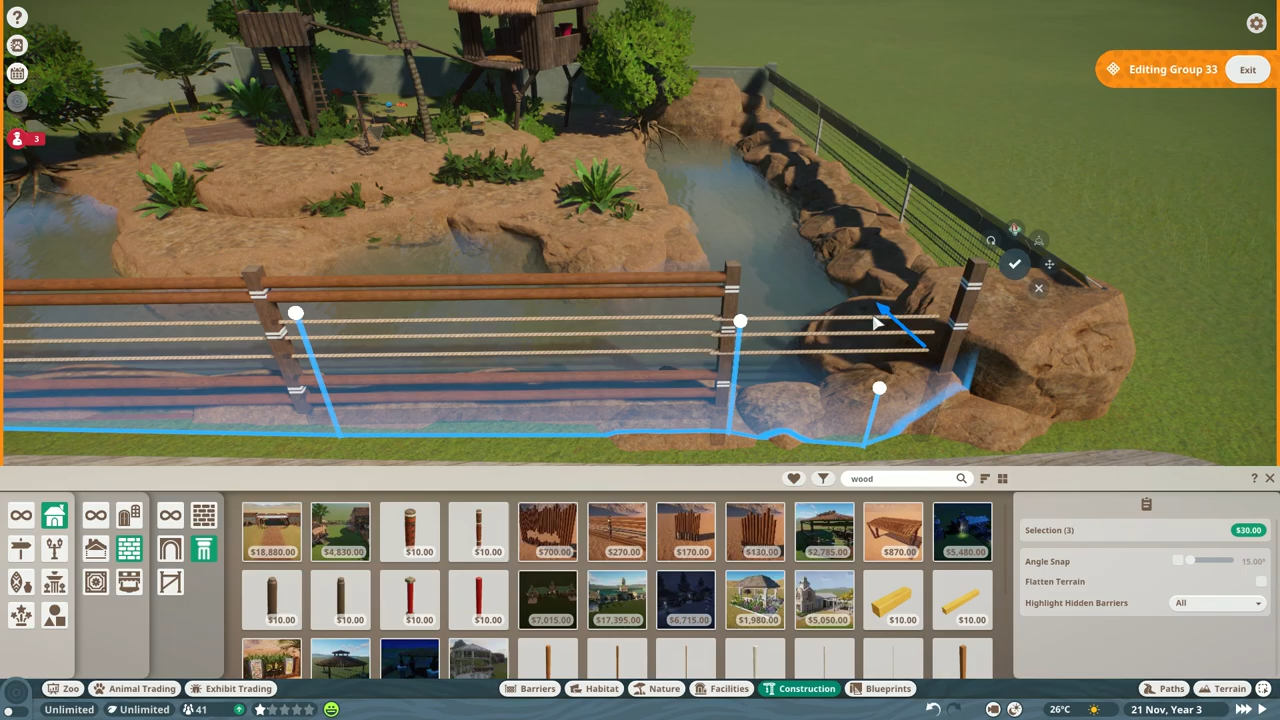 Editing Group 33
Exit
3
wood
?
$18,880.00
$4,830.00
$10.00
$10.00
$700.00
$270.00
$170.00
$130.00
$2,785.00
$870.00
$5,480.00
$10.00
$10.00
$10.00
$10.00
$7,015.00
$17,395.00
$6,715.00
$1,980.00
$5,050.00
$10.00
$10.00
Selection (3)
$30.00
Angle Snap
15.00°
Flatten Terrain
Highlight Hidden Barriers
All
Zoo
Animal Trading
Exhibit Trading
Barriers
Habitat
Nature
Facilities
Construction
Blueprints
Paths
Terrain
Unlimited
Unlimited
41
26°C
21 Nov, Year 3